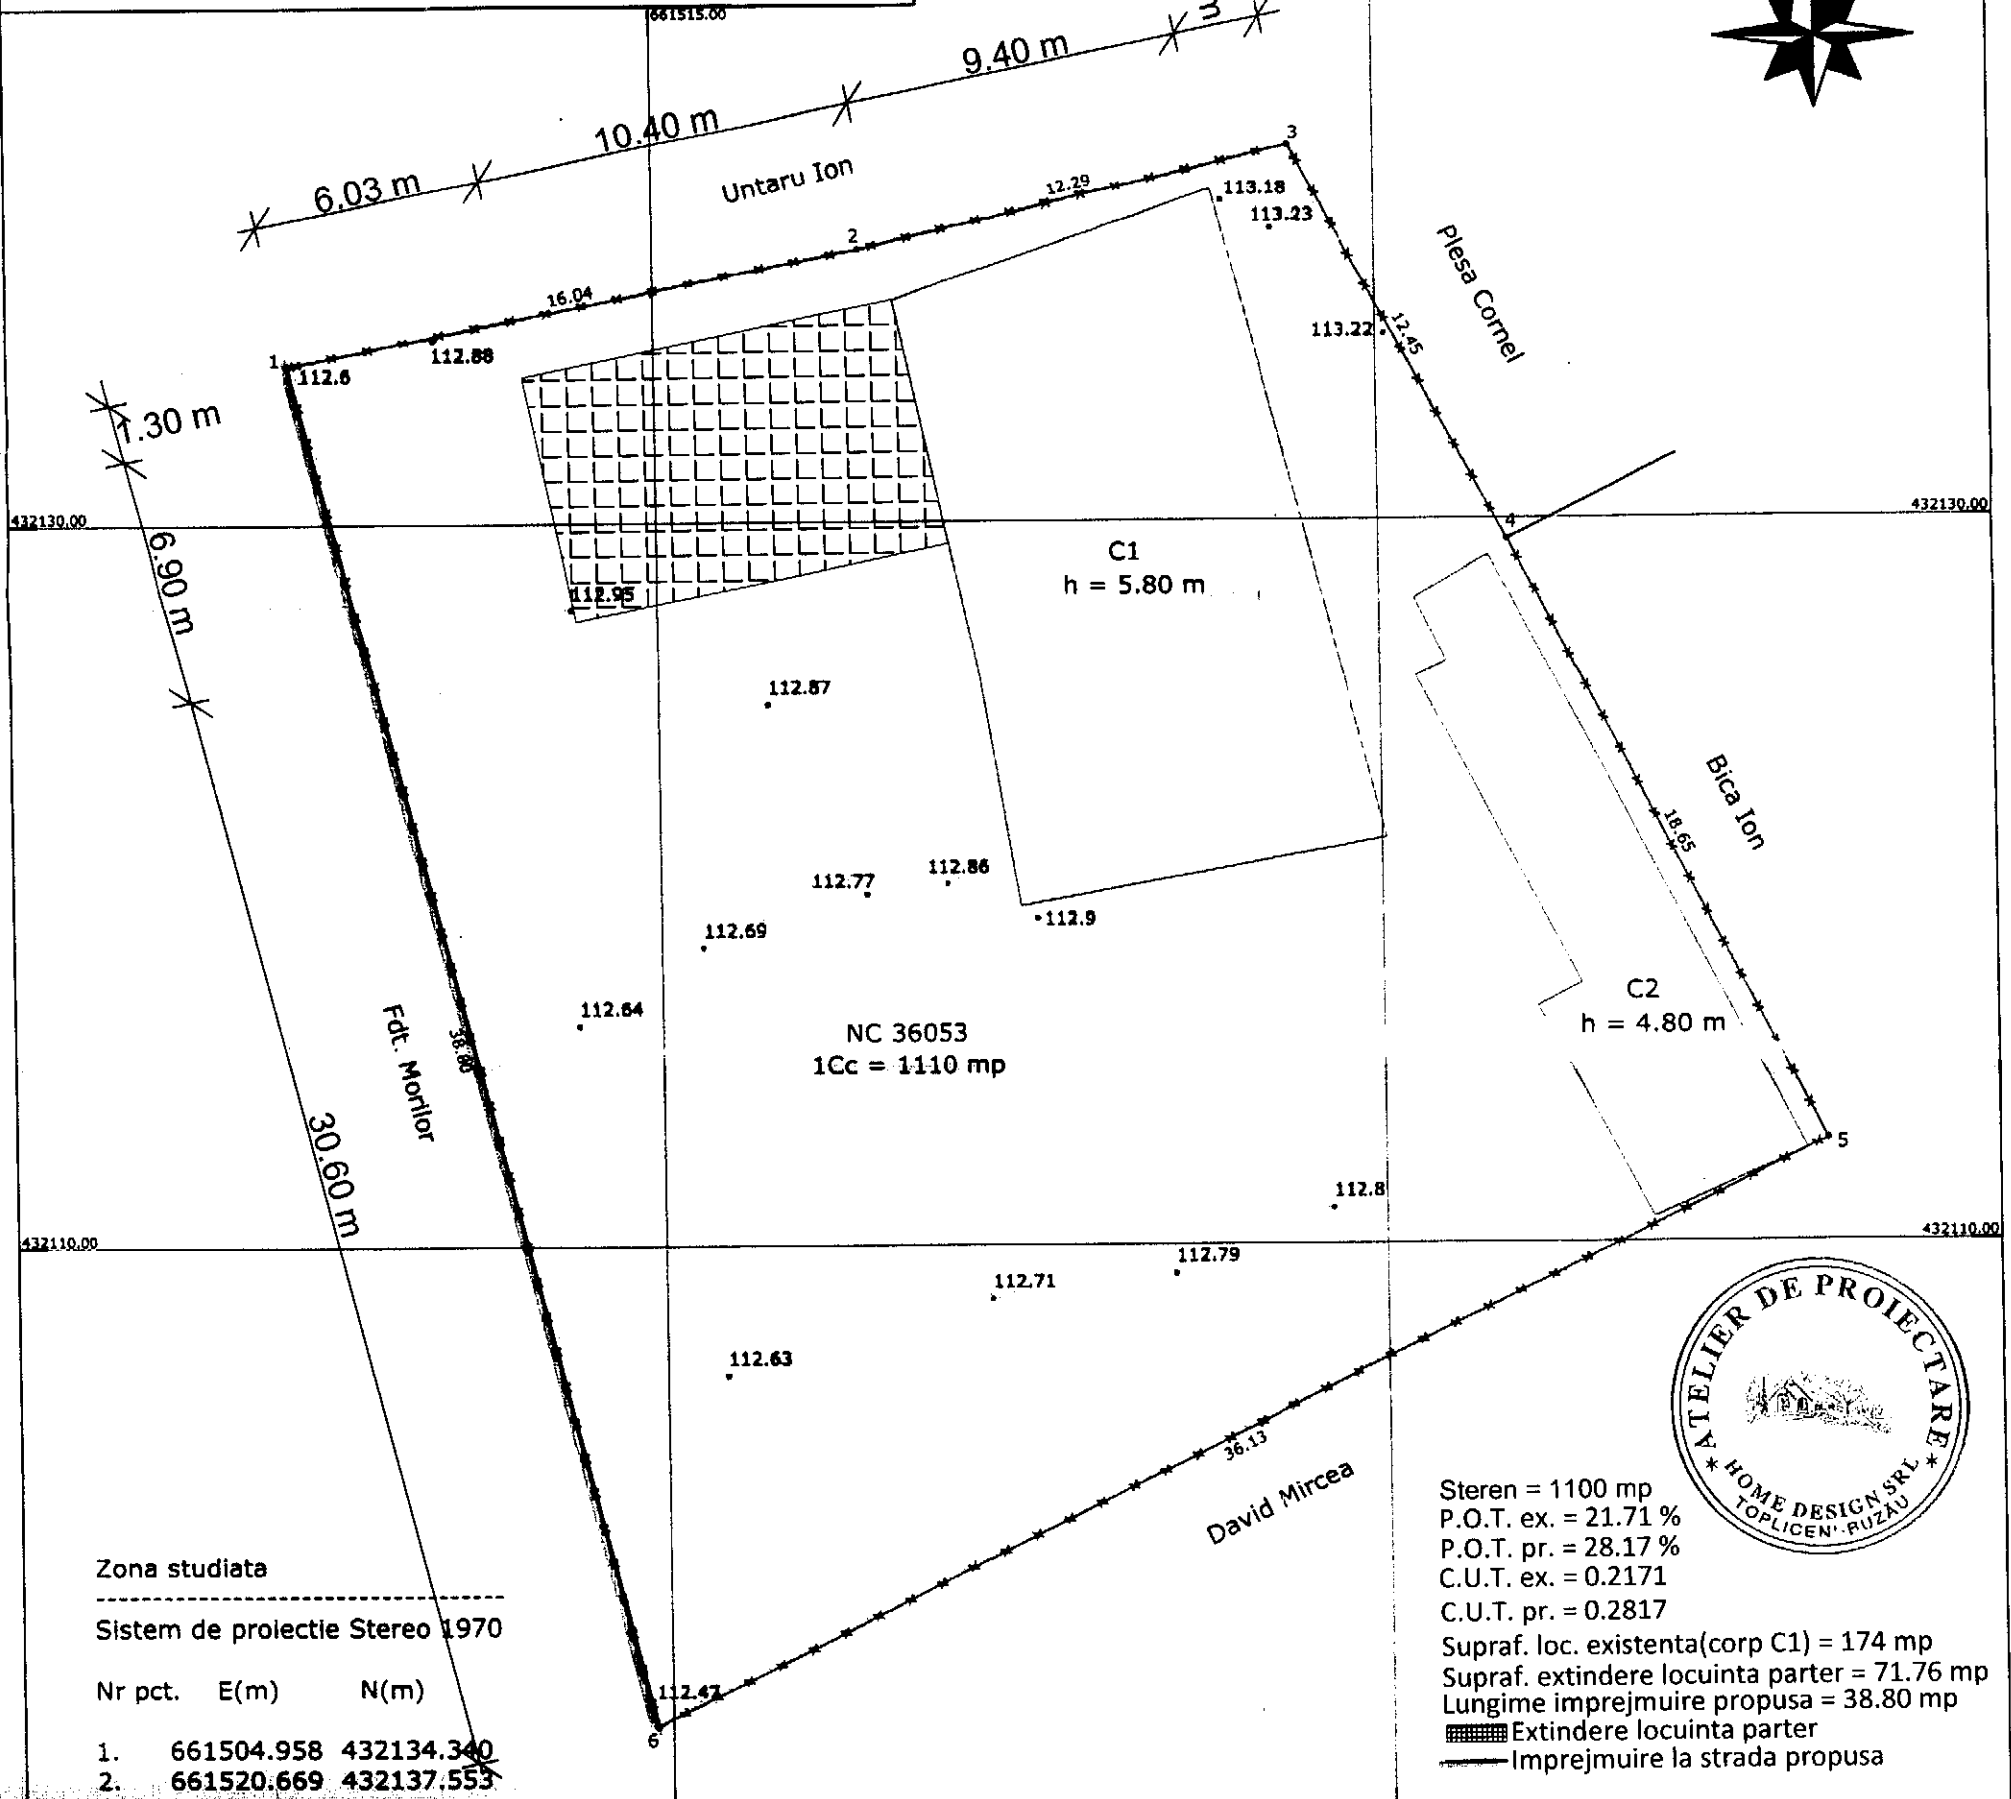 661515.00
9.40 m
10.40 m
6.03 m
3
Untaru Ion
12.29
113.18
113.23
2
16.04
Plesa Cornel
113.22
12.45
1
112.6
112.88
1.30 m
432130.00
432130.00
4
6.90 m
C1
h = 5.80 m
112.95
112.87
Bica Ion
18.65
112.77
112.86
112.9
112.69
C2
h = 4.80 m
112.64
Fdt. Morilor
38.80
NC 36053
1Cc = 1110 mp
30.60 m
5
112.8
432110.00
432110.00
112.79
112.71
112.63
36.13
David Mircea
ATELIER DE PROIECTARE
HOME DESIGN SRL
Steren = 1100 mp
P.O.T. ex. = 21.71 %
P.O.T. pr. = 28.17 %
C.U.T. ex. = 0.2171
C.U.T. pr. = 0.2817
Supraf. loc. existenta(corp C1) = 174 mp
Supraf. extindere locuinta parter = 71.76 mp
Lungime imprejmuire propusa = 38.80 mp
Extindere locuinta parter
Imprejmuire la strada propusa
Zona studiata
Sistem de proiectie Stereo 1970
Nr pct. E(m) N(m)
112.47
6
1. 661504.958 432134.340
2. 661520.669 432137.553